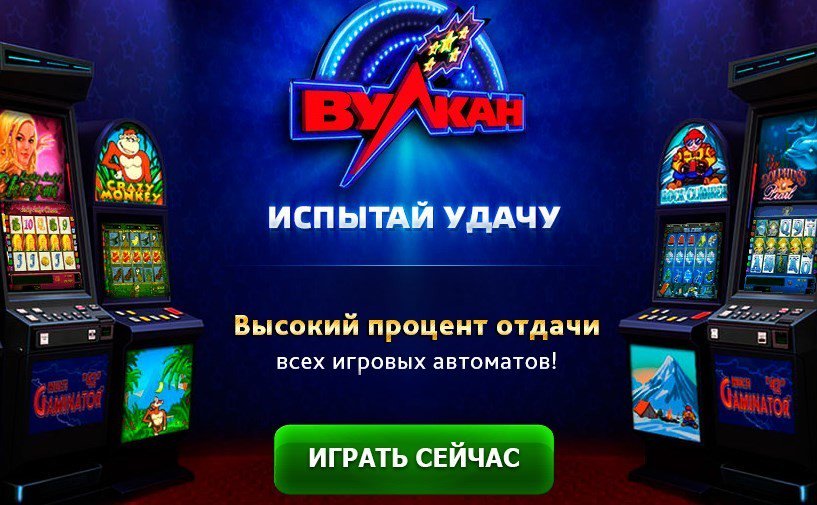 ВУЛКАН
ИСПЫТАЙ УДАЧУ
Высокий процент отдачи
всех игровых автоматов!
ИГРАТЬ СЕЙЧАС
CRAZY
MONKEY
ROCK CLIMBER
DOLPHIN'S
Pearl
GAMINATOR
GAMINATOR